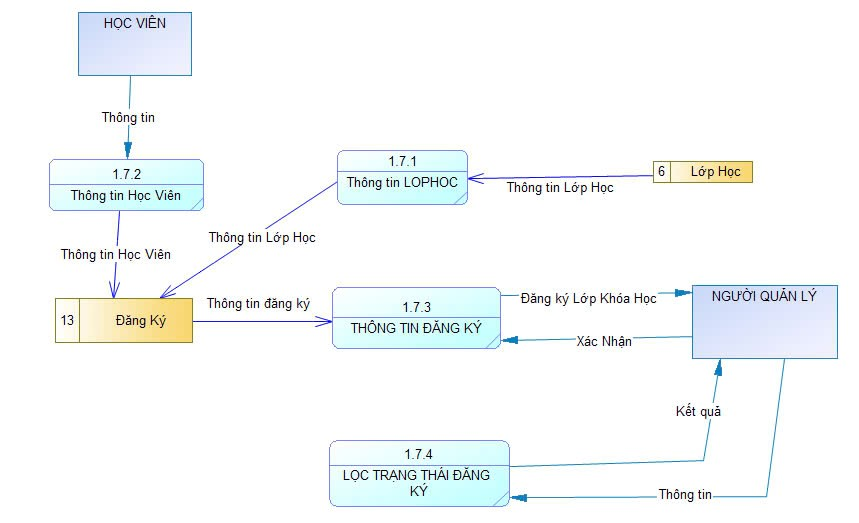 HỌC VIÊN
Thông tin
1.7.2
Thông tin Học Viên
1.7.1
Thông tin LOPHOC
Thông tin Lớp Học
6 Lớp Học
Thông tin Lớp Học
Thông tin Học Viên
13 Đăng Ký
Thông tin đăng ký
1.7.3
THÔNG TIN ĐĂNG KÝ
Đăng ký Lớp Khóa Học
NGƯỜI QUẢN LÝ
Xác Nhận
Kết quả
1.7.4
LỌC TRẠNG THÁI ĐĂNG
KÝ
Thông tin